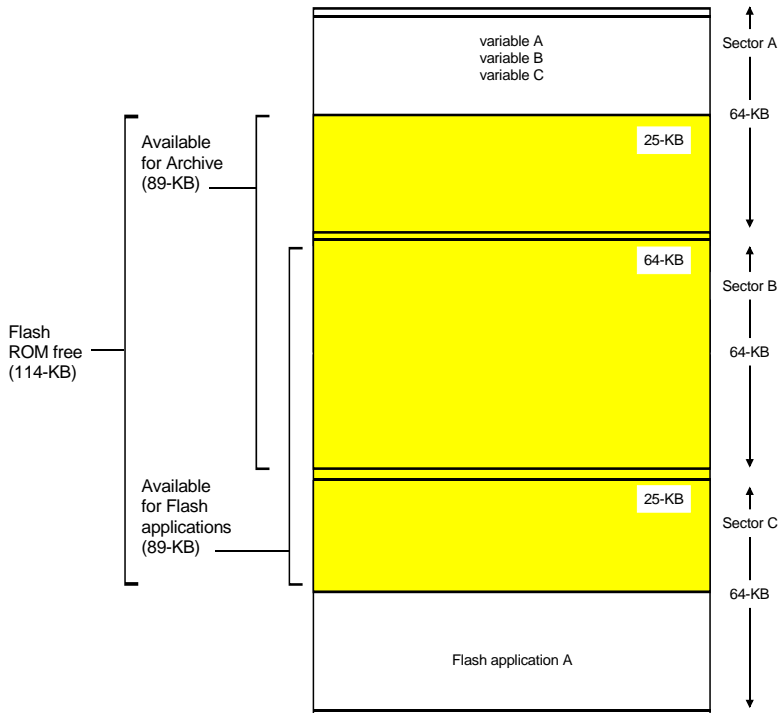 variable A
variable B
variable C
Sector A
64-KB
Available
for Archive
(89-KB)
25-KB
64-KB
Sector B
64-KB
Flash
ROM free
(114-KB)
Available
for Flash
applications
(89-KB)
25-KB
Sector C
64-KB
Flash application A